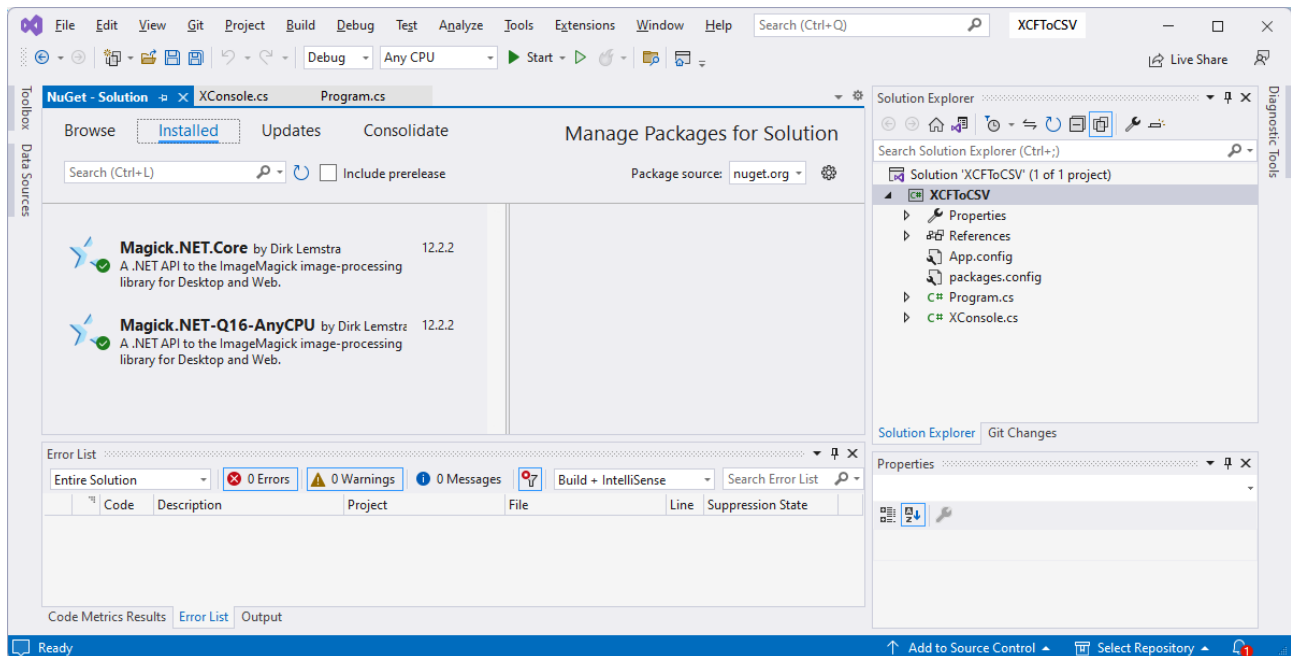 File Edit View Git Project Build Debug Test Analyze Tools Extensions Window Help Search (Ctrl+Q) XCFToCSV
Debug Any CPU Start Live Share
Toolbox
Data Sources
NuGet - Solution XConsole.cs Program.cs
Browse Installed Updates Consolidate Manage Packages for Solution
Search (Ctrl+L) Include prerelease Package source: nuget.org
Magick.NET.Core by Dirk Lemstra 12.2.2
A .NET API to the ImageMagick image-processing
library for Desktop and Web.
Magick.NET-Q16-AnyCPU by Dirk Lemstra 12.2.2
A .NET API to the ImageMagick image-processing
library for Desktop and Web.
Error List
Entire Solution 0 Errors 0 Warnings 0 Messages Build + IntelliSense Search Error List
Code Description Project File Line Suppression State
Code Metrics Results Error List Output
Solution Explorer
Search Solution Explorer (Ctrl+;)
Solution 'XCFToCSV' (1 of 1 project)
C# XCFToCSV
Properties
References
App.config
packages.config
C# Program.cs
C# XConsole.cs
Solution Explorer Git Changes
Properties
Diagnostic Tools
Ready Add to Source Control Select Repository 1